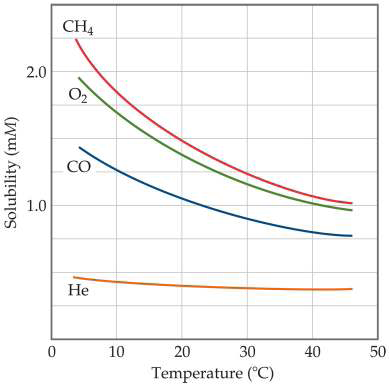 CH₄
2.0
O₂
CO
1.0
He
Solubility (mM)
0 10 20 30 40 50
Temperature (°C)